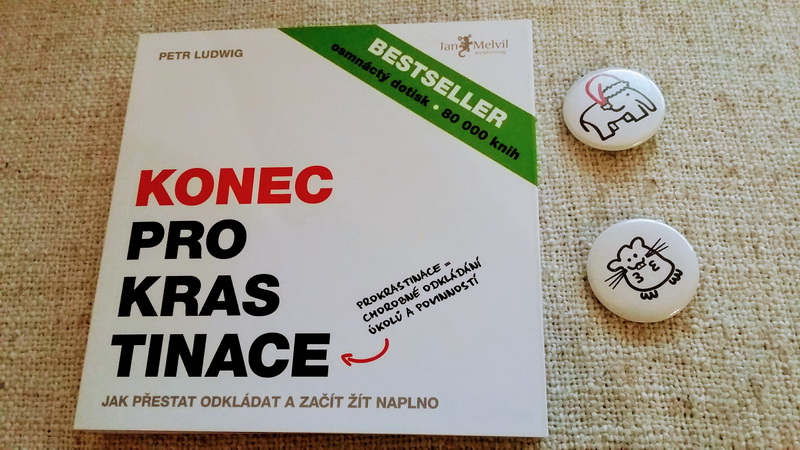 PETR LUDWIG
Jan Melvil
publishing
BESTSELLER
osmnáctý dotisk • 80 000 knih
KONEC
PRO
KRAS
TINACE
PROKRASTINACE =
CHOROBNÉ ODKLÁDÁNÍ
ÚKOLŮ A POVINNOSTÍ
JAK PŘESTAT ODKLÁDAT A ZAČÍT ŽÍT NAPLNO